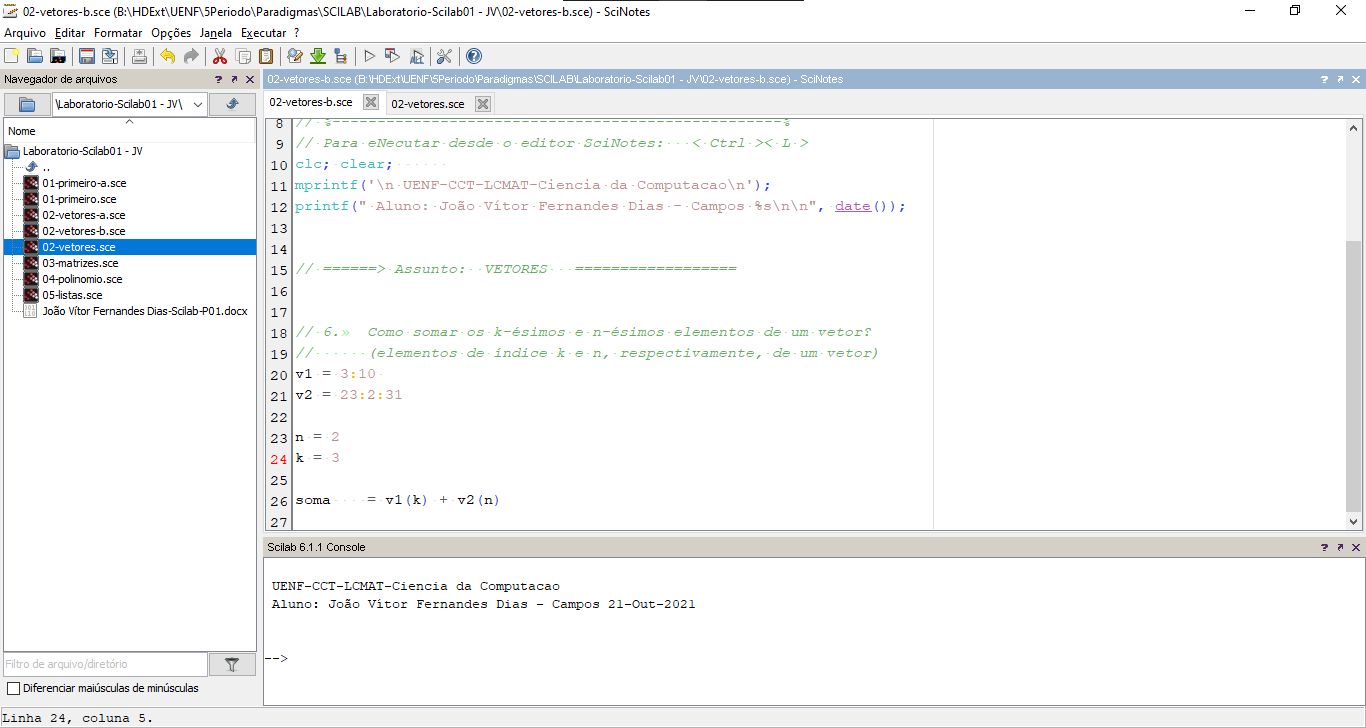 02-vetores-b.sce (B:\HDExt\UENF\5Periodo\Paradigmas\SCILAB\Laboratorio-Scilab01 - JV\02-vetores-b.sce) - SciNotes
Arquivo Editar Formatar Opções Janela Executar ?
Navegador de arquivos
\Laboratorio-Scilab01 - JV\
Nome
Laboratorio-Scilab01 - JV
..
01-primeiro-a.sce
01-primeiro.sce
02-vetores-a.sce
02-vetores-b.sce
02-vetores.sce
03-matrizes.sce
04-polinomio.sce
05-listas.sce
João Vítor Fernandes Dias-Scilab-P01.docx
Filtro de arquivo/diretório
Diferenciar maiúsculas de minúsculas
02-vetores-b.sce (B:\HDExt\UENF\5Periodo\Paradigmas\SCILAB\Laboratorio-Scilab01 - JV\02-vetores-b.sce) - SciNotes
02-vetores-b.sce 02-vetores.sce
8 // %--------------------------------------------------%
9 // Para eNecutar desde o editor SciNotes: < Ctrl >< L >
10 clc; clear;
11 mprintf('\n UENF-CCT-LCMAT-Ciencia da Computacao\n');
12 printf(" Aluno: João Vítor Fernandes Dias - Campos %s\n\n", date());
13
14
15 // ======> Assunto: VETORES ==================
16
17
18 // 6.» Como somar os k-ésimos e n-ésimos elementos de um vetor?
19 // (elementos de índice k e n, respectivamente, de um vetor)
20 v1 = 3:10
21 v2 = 23:2:31
22
23 n = 2
24 k = 3
25
26 soma = v1(k) + v2(n)
27
Scilab 6.1.1 Console
UENF-CCT-LCMAT-Ciencia da Computacao
Aluno: João Vítor Fernandes Dias - Campos 21-Out-2021
-->
Linha 24, coluna 5.